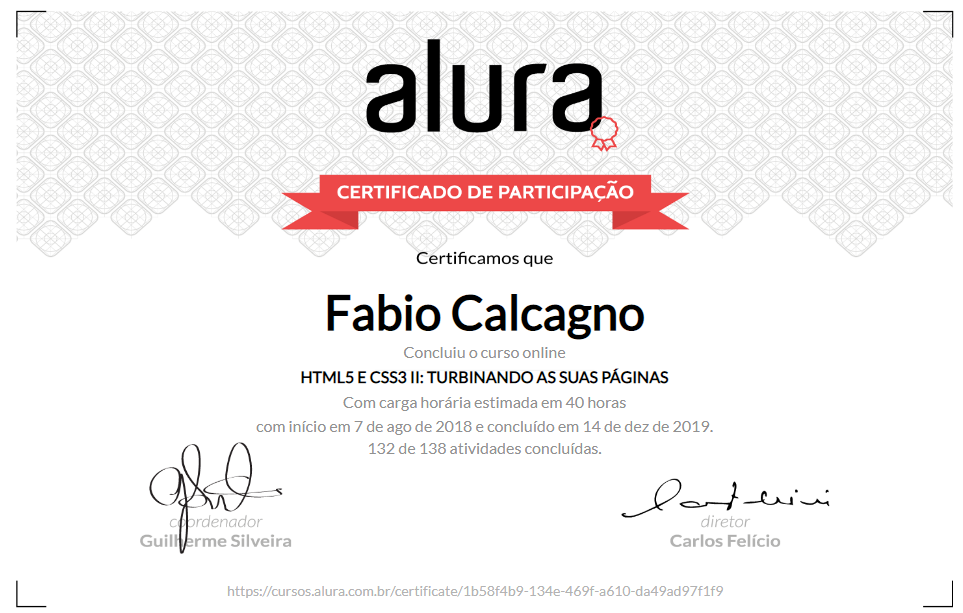 alura
CERTIFICADO DE PARTICIPAÇÃO
Certificamos que
Fabio Calcagno
Concluiu o curso online
HTML5 E CSS3 II: TURBINANDO AS SUAS PÁGINAS
Com carga horária estimada em 40 horas
com início em 7 de ago de 2018 e concluído em 14 de dez de 2019.
132 de 138 atividades concluídas.
coordenador
Guilherme Silveira
diretor
Carlos Felício
https://cursos.alura.com.br/certificate/1b58f4b9-134e-469f-a610-da49ad97f1f9